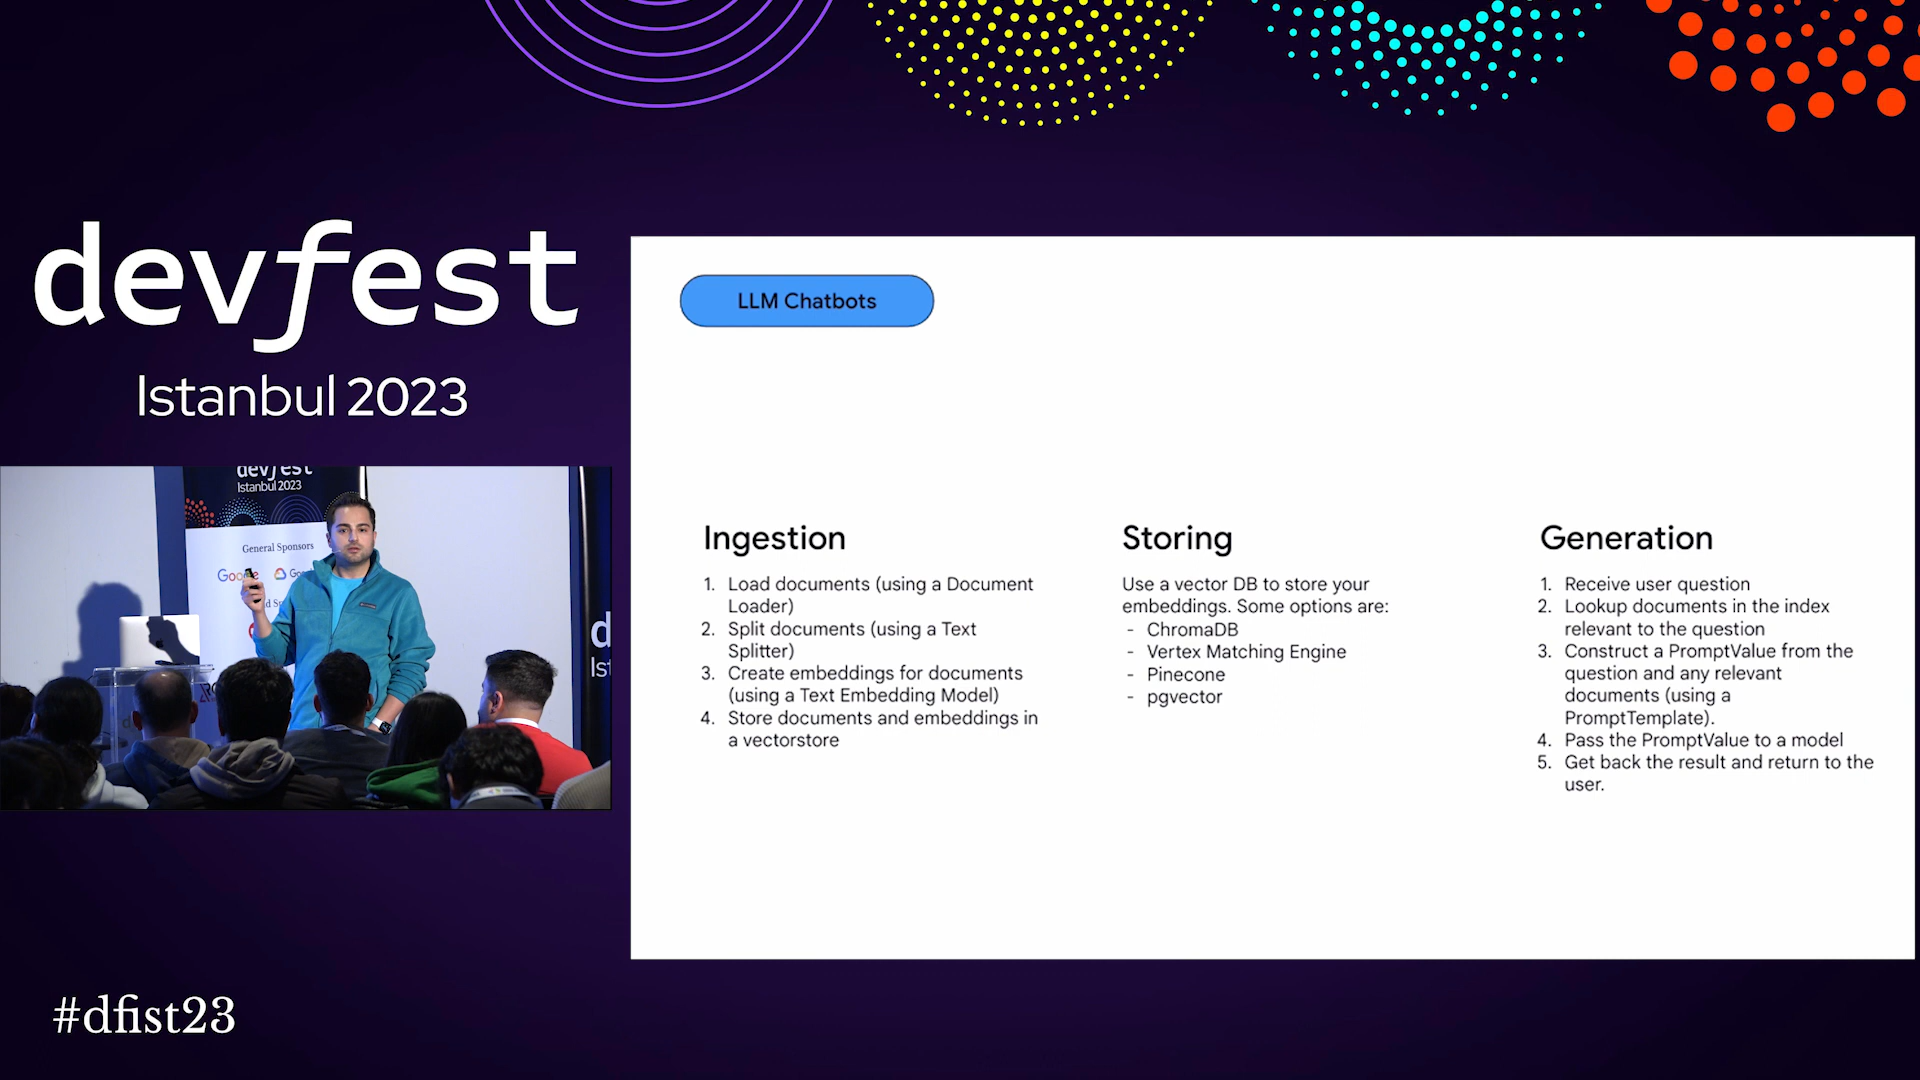 devfest
Istanbul 2023
devfest
Istanbul 2023
General Sponsors
Google
d
Ist
#dfist23
LLM Chatbots
Ingestion
1. Load documents (using a Document
Loader)
2. Split documents (using a Text
Splitter)
3. Create embeddings for documents
(using a Text Embedding Model)
4. Store documents and embeddings in
a vectorstore
Storing
Use a vector DB to store your
embeddings. Some options are:
- ChromaDB
- Vertex Matching Engine
- Pinecone
- pgvector
Generation
1. Receive user question
2. Lookup documents in the index
relevant to the question
3. Construct a PromptValue from the
question and any relevant
documents (using a
PromptTemplate).
4. Pass the PromptValue to a model
5. Get back the result and return to the
user.